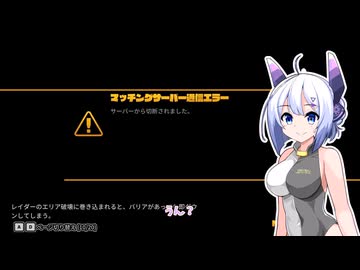 マッチングサーバー通信エラー
サーバーから切断されました。
レイダーのエリア破壊に巻き込まれると、バリアがあっ
うん?
ンしてしまう。